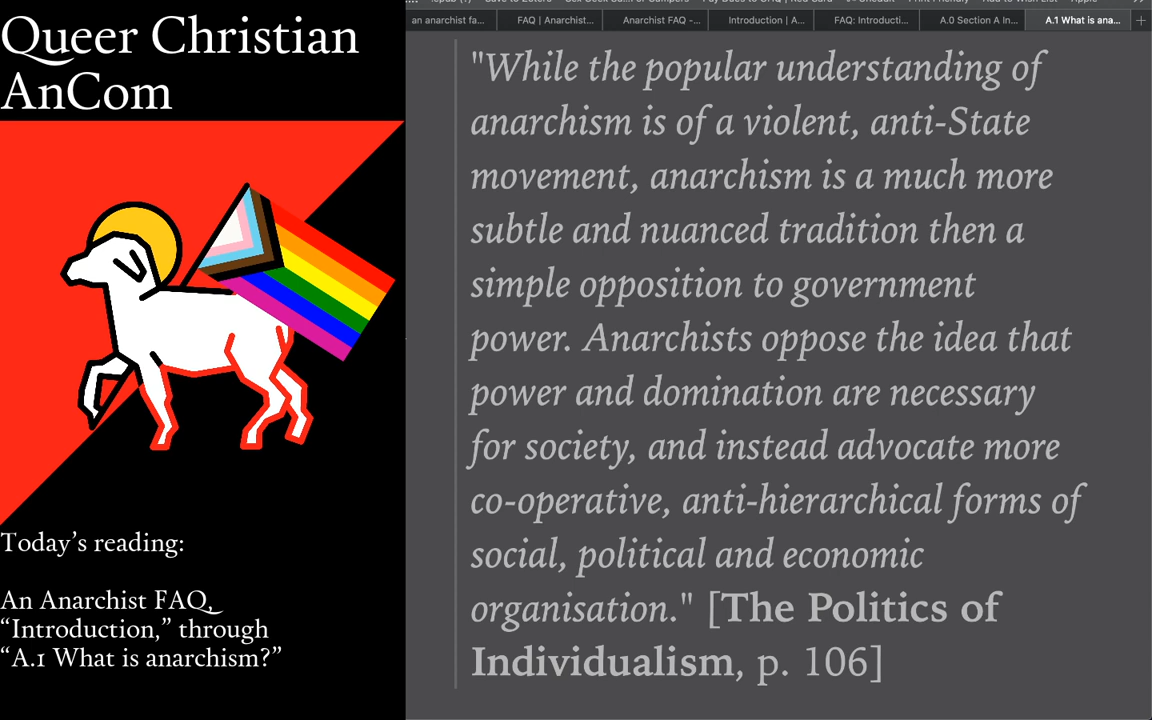 Queer Christian
AnCom
Today’s reading:
An Anarchist FAQ,
“Introduction,” through
“A.1 What is anarchism?”
an anarchist fa...
FAQ | Anarchist...
Anarchist FAQ -...
Introduction | A...
FAQ: Introducti...
A.0 Section A In...
A.1 What is ana...
"While the popular understanding of
anarchism is of a violent, anti-State
movement, anarchism is a much more
subtle and nuanced tradition then a
simple opposition to government
power. Anarchists oppose the idea that
power and domination are necessary
for society, and instead advocate more
co-operative, anti-hierarchical forms of
social, political and economic
organisation." [The Politics of
Individualism, p. 106]